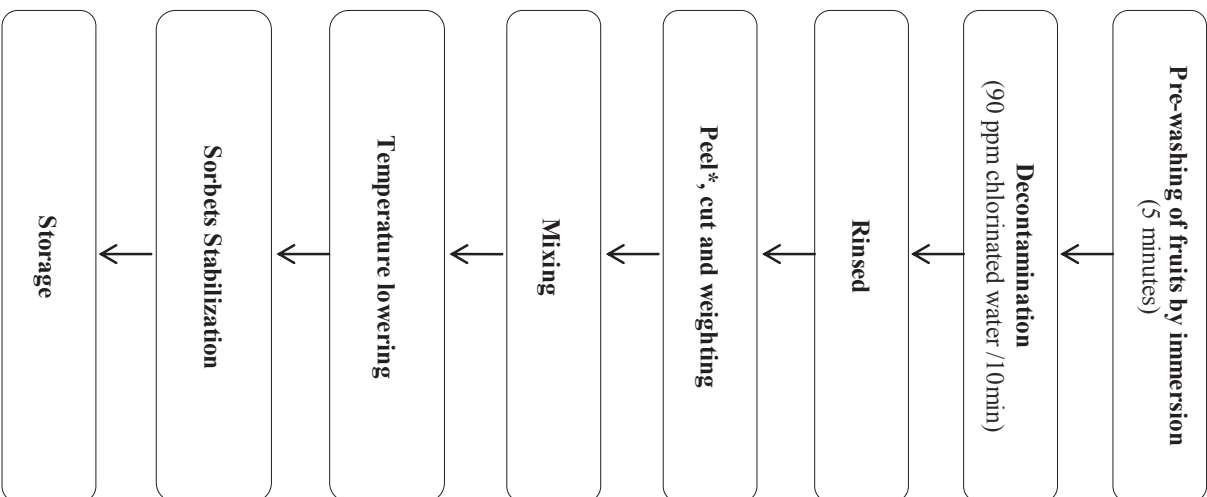 Pre-washing of fruits by immersion
(5 minutes)
Decontamination
(90 ppm chlorinated water /10min)
Rinsed
Peel*, cut and weighting
Mixing
Temperature lowering
Sorbets Stabilization
Storage